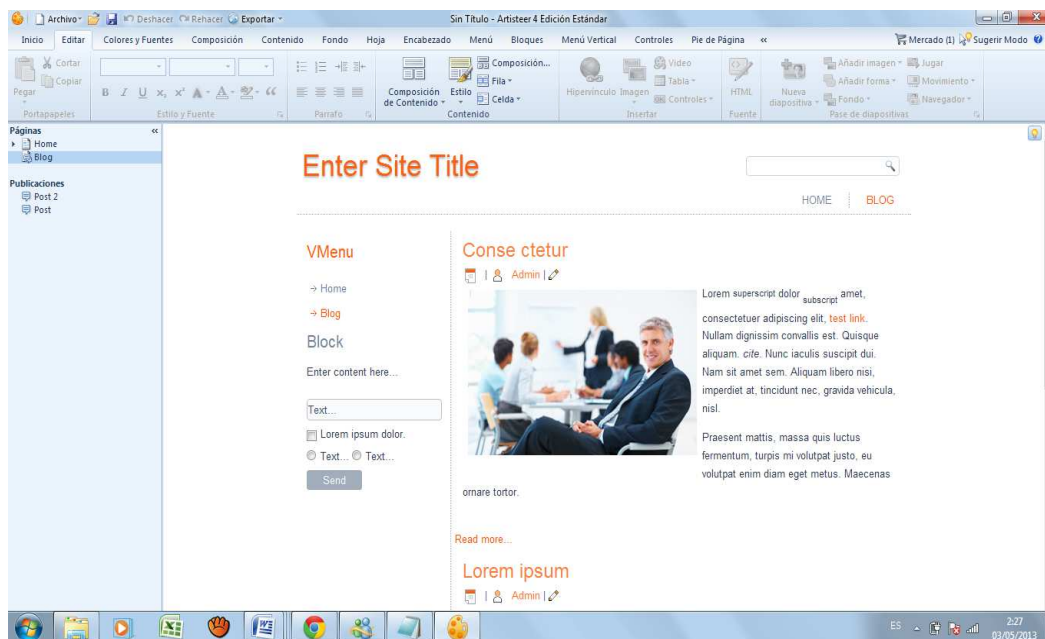 Archivo Deshacer Rehacer Exportar Sin Título - Artisteer 4 Edición Estándar
Inicio Editar Colores y Fuentes Composición Contenido Fondo Hoja Encabezado Menú Bloques Menú Vertical Controles Pie de Página « Mercado (1) Sugerir Modo
Pegar Cortar Copiar
Portapapeles
B I U x, x² A A
Estilo y Fuente
Parrafo
Composición de Contenido Estilo Composición... Fila Celda
Contenido
Hipervínculo Imagen Video Tabla Controles
Insertar
HTML
Fuente
Nueva diapositiva Añadir imagen Añadir forma Fondo Jugar Movimiento Navegador
Pase de diapositivas
Páginas «
Home
Blog
Publicaciones
Post 2
Post
Enter Site Title
HOME BLOG
VMenu
Home
Blog
Block
Enter content here...
Text...
Lorem ipsum dolor.
Text... Text...
Send
Conse ctetur
| Admin |
Lorem superscript dolor subscript amet,
consectetuer adipiscing elit, test link.
Nullam dignissim convallis est. Quisque
aliquam. cite. Nunc iaculis suscipit dui.
Nam sit amet sem. Aliquam libero nisi,
imperdiet at, tincidunt nec, gravida vehicula,
nisl.
Praesent mattis, massa quis luctus
fermentum, turpis mi volutpat justo, eu
volutpat enim diam eget metus. Maecenas
ornare tortor.
Read more...
Lorem ipsum
| Admin |
ES 2:27
03/05/2013